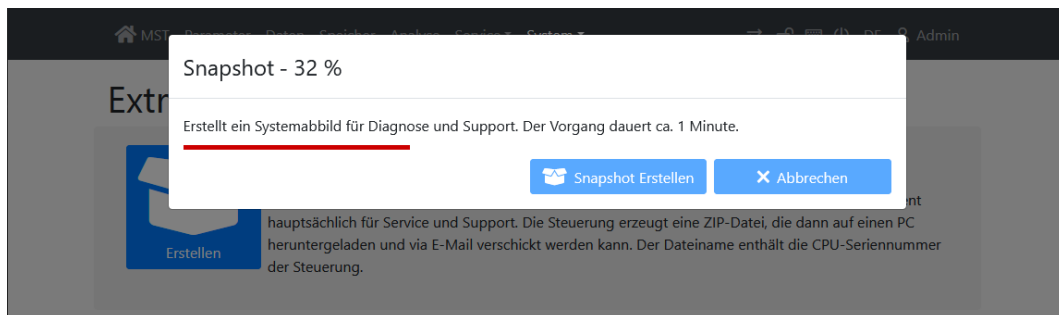 MST
Admin
Snapshot - 32 %
Extr
Erstellt ein Systemabbild für Diagnose und Support. Der Vorgang dauert ca. 1 Minute.
Snapshot Erstellen
Abbrechen
hauptsächlich für Service und Support. Die Steuerung erzeugt eine ZIP-Datei, die dann auf einen PC
heruntergeladen und via E-Mail verschickt werden kann. Der Dateiname enthält die CPU-Seriennummer
der Steuerung.
Erstellen